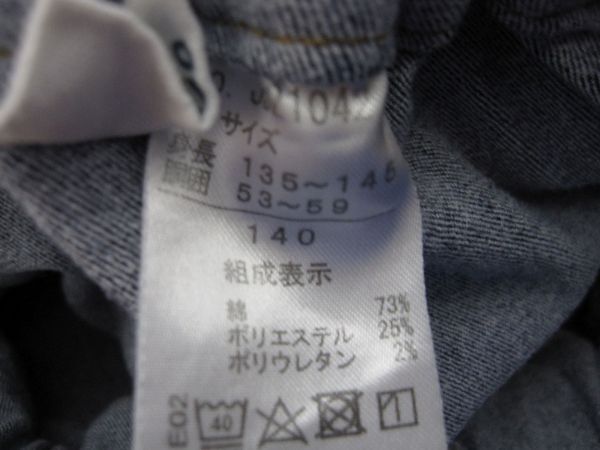 サイズ
身長 135~145
胴囲 53~59
140
組成表示
綿 73%
ポリエステル 25%
ポリウレタン 2%
E02
40